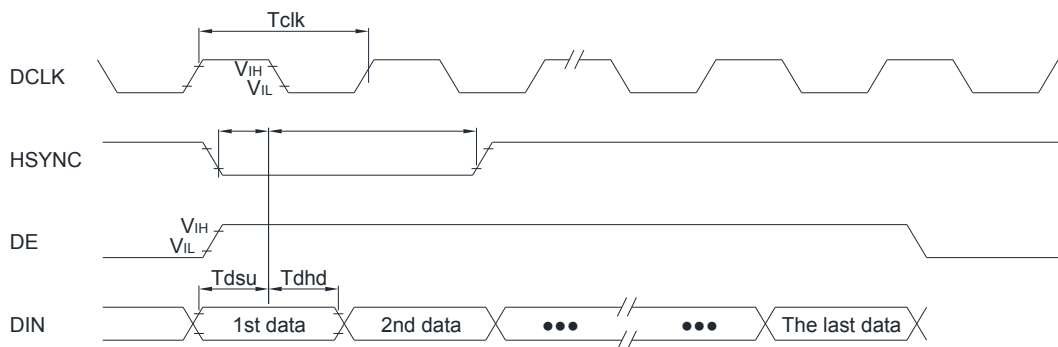 Tclk
DCLK
VIH
VIL
HSYNC
DE
VIH
VIL
Tdsu Tdhd
DIN
1st data 2nd data ••• ••• The last data